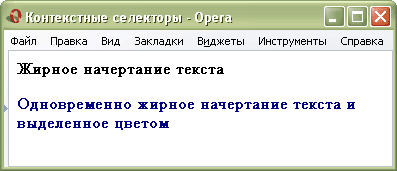 Контекстные селекторы - Opera
Файл Правка Вид Закладки Виджеты Инструменты Справка
Жирное начертание текста
Одновременно жирное начертание текста и
выделенное цветом